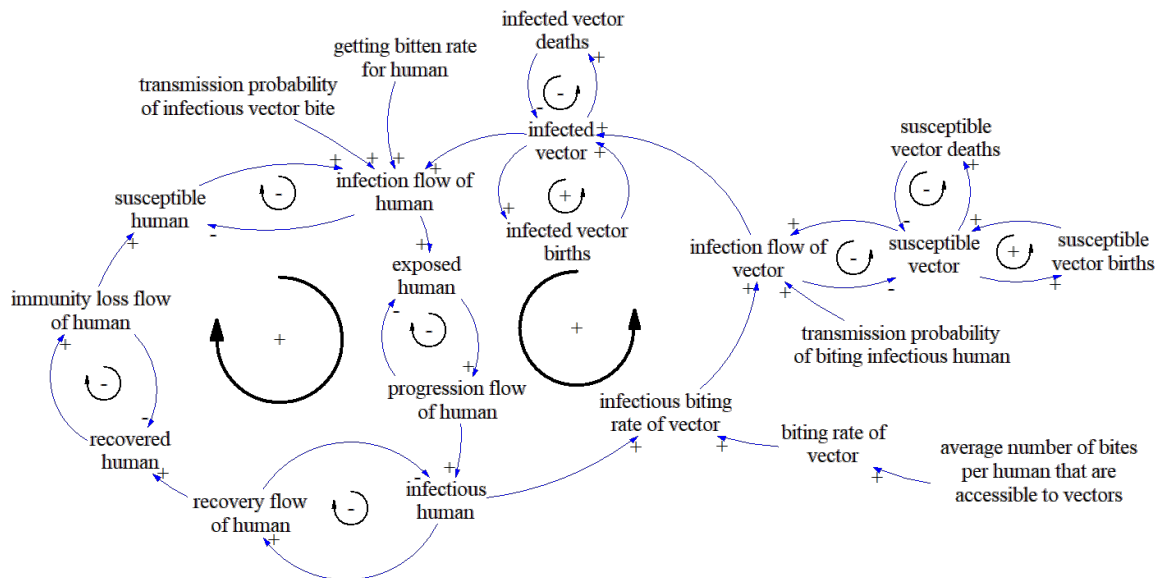 infected vector
deaths
getting bitten rate
for human
transmission probability
of infectious vector bite
infected
vector
susceptible
vector deaths
infection flow of
human
susceptible
human
infected vector
births
infection flow of
vector
susceptible
vector
susceptible
vector births
exposed
human
immunity loss flow
of human
transmission probability
of biting infectious human
progression flow
of human
infectious biting
rate of vector
recovered
human
biting rate of
vector
average number of bites
per human that are
accessible to vectors
recovery flow
of human
infectious
human